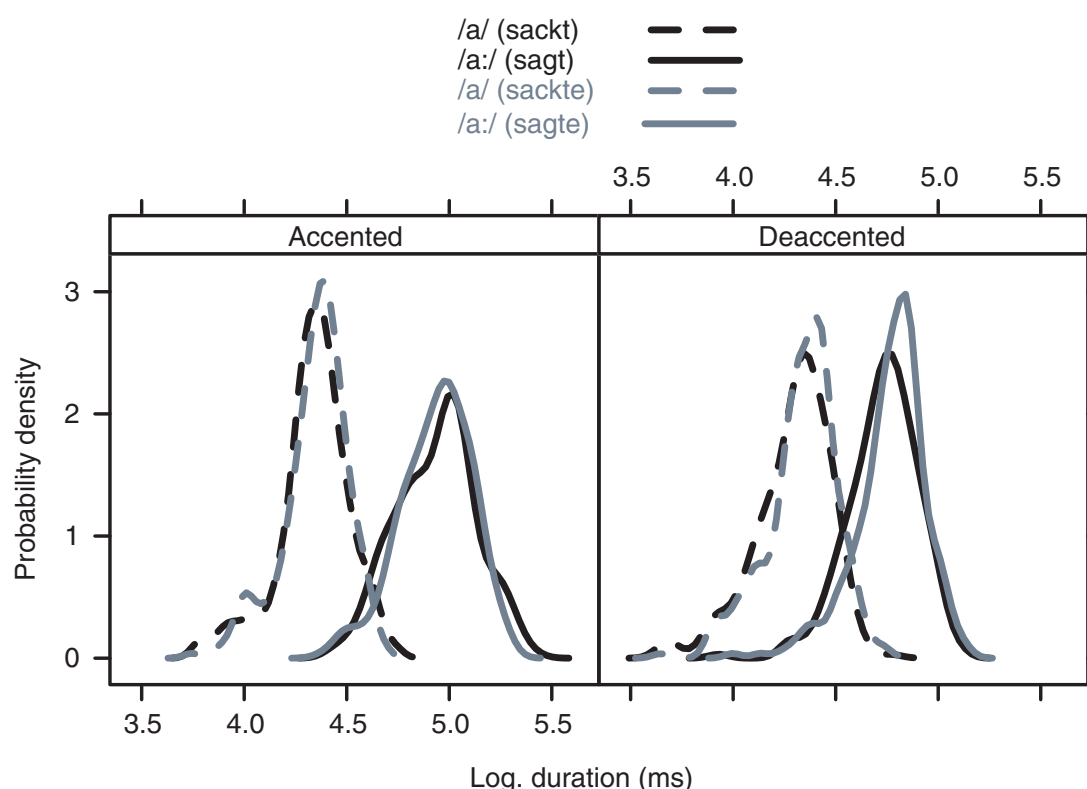 /a/ (sackt)
/a:/ (sagt)
/a/ (sackte)
/a:/ (sagte)
3.5 4.0 4.5 5.0 5.5
Accented Deaccented
3
2
1
0
Probability density
3.5 4.0 4.5 5.0 5.5
Log. duration (ms)